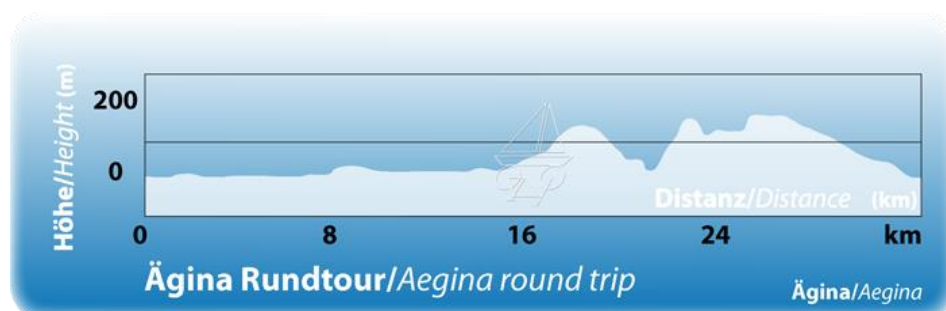 Höhe/Height (m)
200
0
Distanz/Distance (km)
0 8 16 24 km
Ägina Rundtour/Aegina round trip
Ägina/Aegina